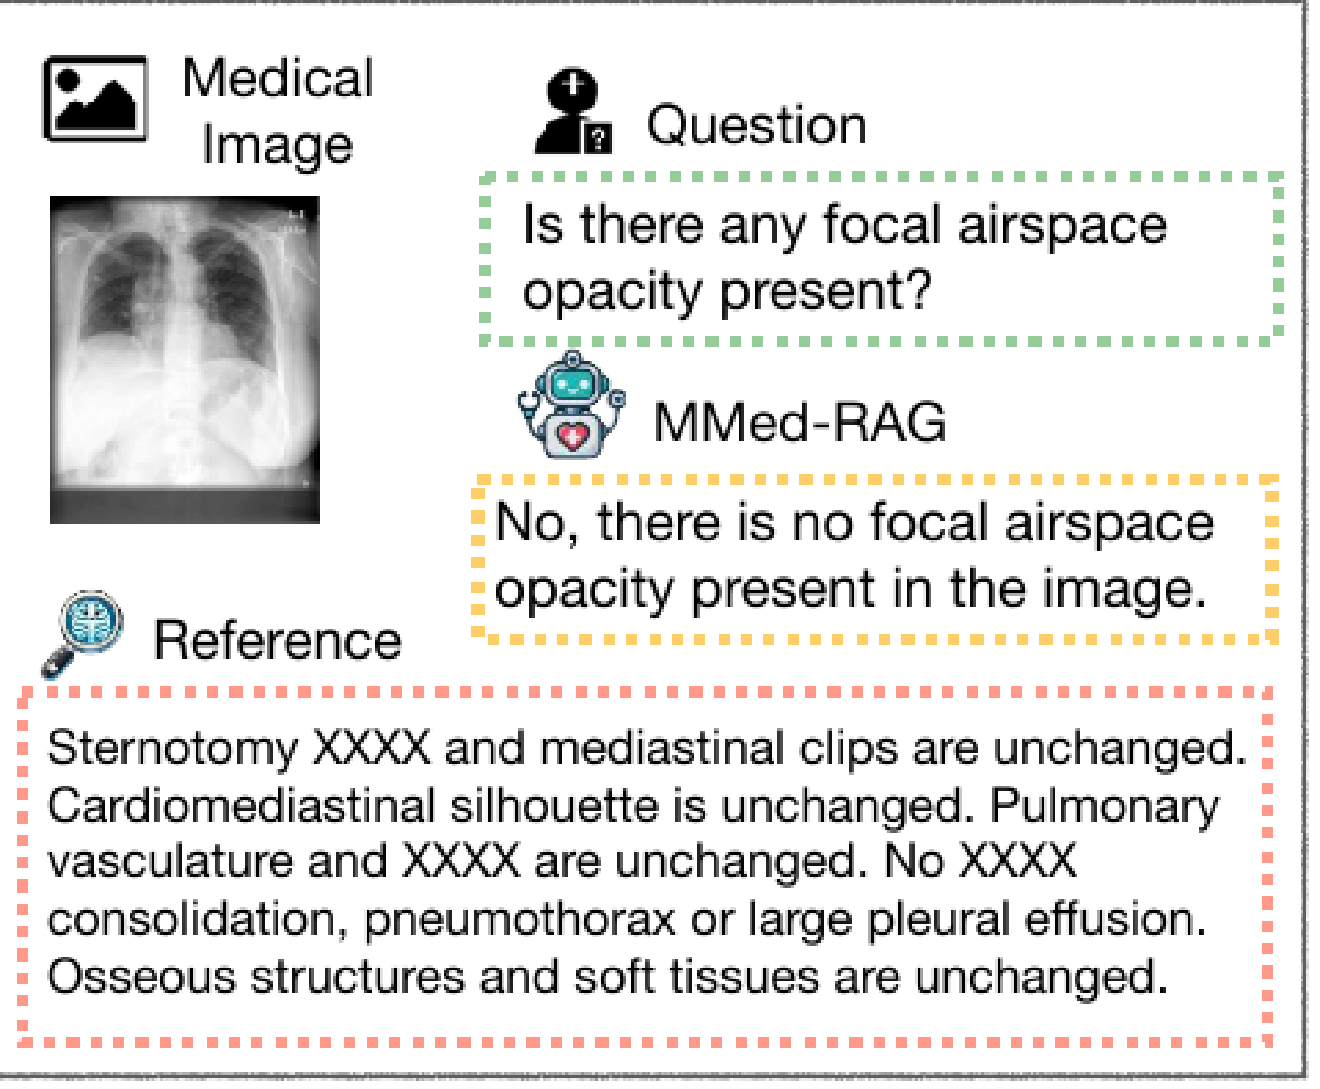 Medical
Image
Question
Is there any focal airspace
opacity present?
MMed-RAG
No, there is no focal airspace
opacity present in the image.
Reference
Sternotomy XXXX and mediastinal clips are unchanged.
Cardiomediastinal silhouette is unchanged. Pulmonary
vasculature and XXXX are unchanged. No XXXX
consolidation, pneumothorax or large pleural effusion.
Osseous structures and soft tissues are unchanged.